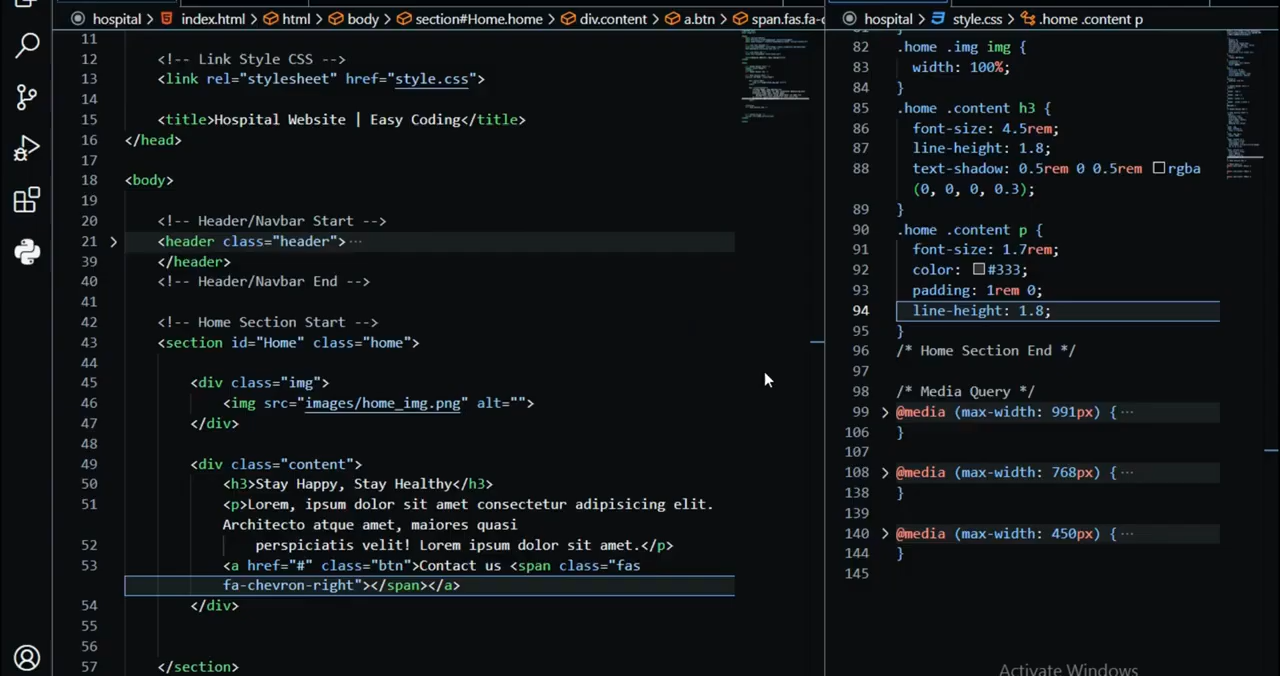 hospital > index.html > html > body > section#Home.home > div.content > a.btn > span.fas.fa-c
11
12 <!-- Link Style CSS -->
13 <link rel="stylesheet" href="style.css">
14
15 <title>Hospital Website | Easy Coding</title>
16 </head>
17
18 <body>
19
20 <!-- Header/Navbar Start -->
21 <header class="header"> ···
39 </header>
40 <!-- Header/Navbar End -->
41
42 <!-- Home Section Start -->
43 <section id="Home" class="home">
44
45 <div class="img">
46 <img src="images/home_img.png" alt="">
47 </div>
48
49 <div class="content">
50 <h3>Stay Happy, Stay Healthy</h3>
51 <p>Lorem, ipsum dolor sit amet consectetur adipisicing elit.
Architecto atque amet, maiores quasi
52 perspiciatis velit! Lorem ipsum dolor sit amet.</p>
53 <a href="#" class="btn">Contact us <span class="fas
fa-chevron-right"></span></a>
54 </div>
55
56
57 </section>
hospital > style.css > .home .content p
82 .home .img img {
83 width: 100%;
84 }
85 .home .content h3 {
86 font-size: 4.5rem;
87 line-height: 1.8;
88 text-shadow: 0.5rem 0 0.5rem rgba
(0, 0, 0, 0.3);
89 }
90 .home .content p {
91 font-size: 1.7rem;
92 color: #333;
93 padding: 1rem 0;
94 line-height: 1.8;
95 }
96 /* Home Section End */
97
98 /* Media Query */
99 @media (max-width: 991px) { ···
106 }
107
108 @media (max-width: 768px) { ···
138 }
139
140 @media (max-width: 450px) { ···
144 }
145
Activate Windows